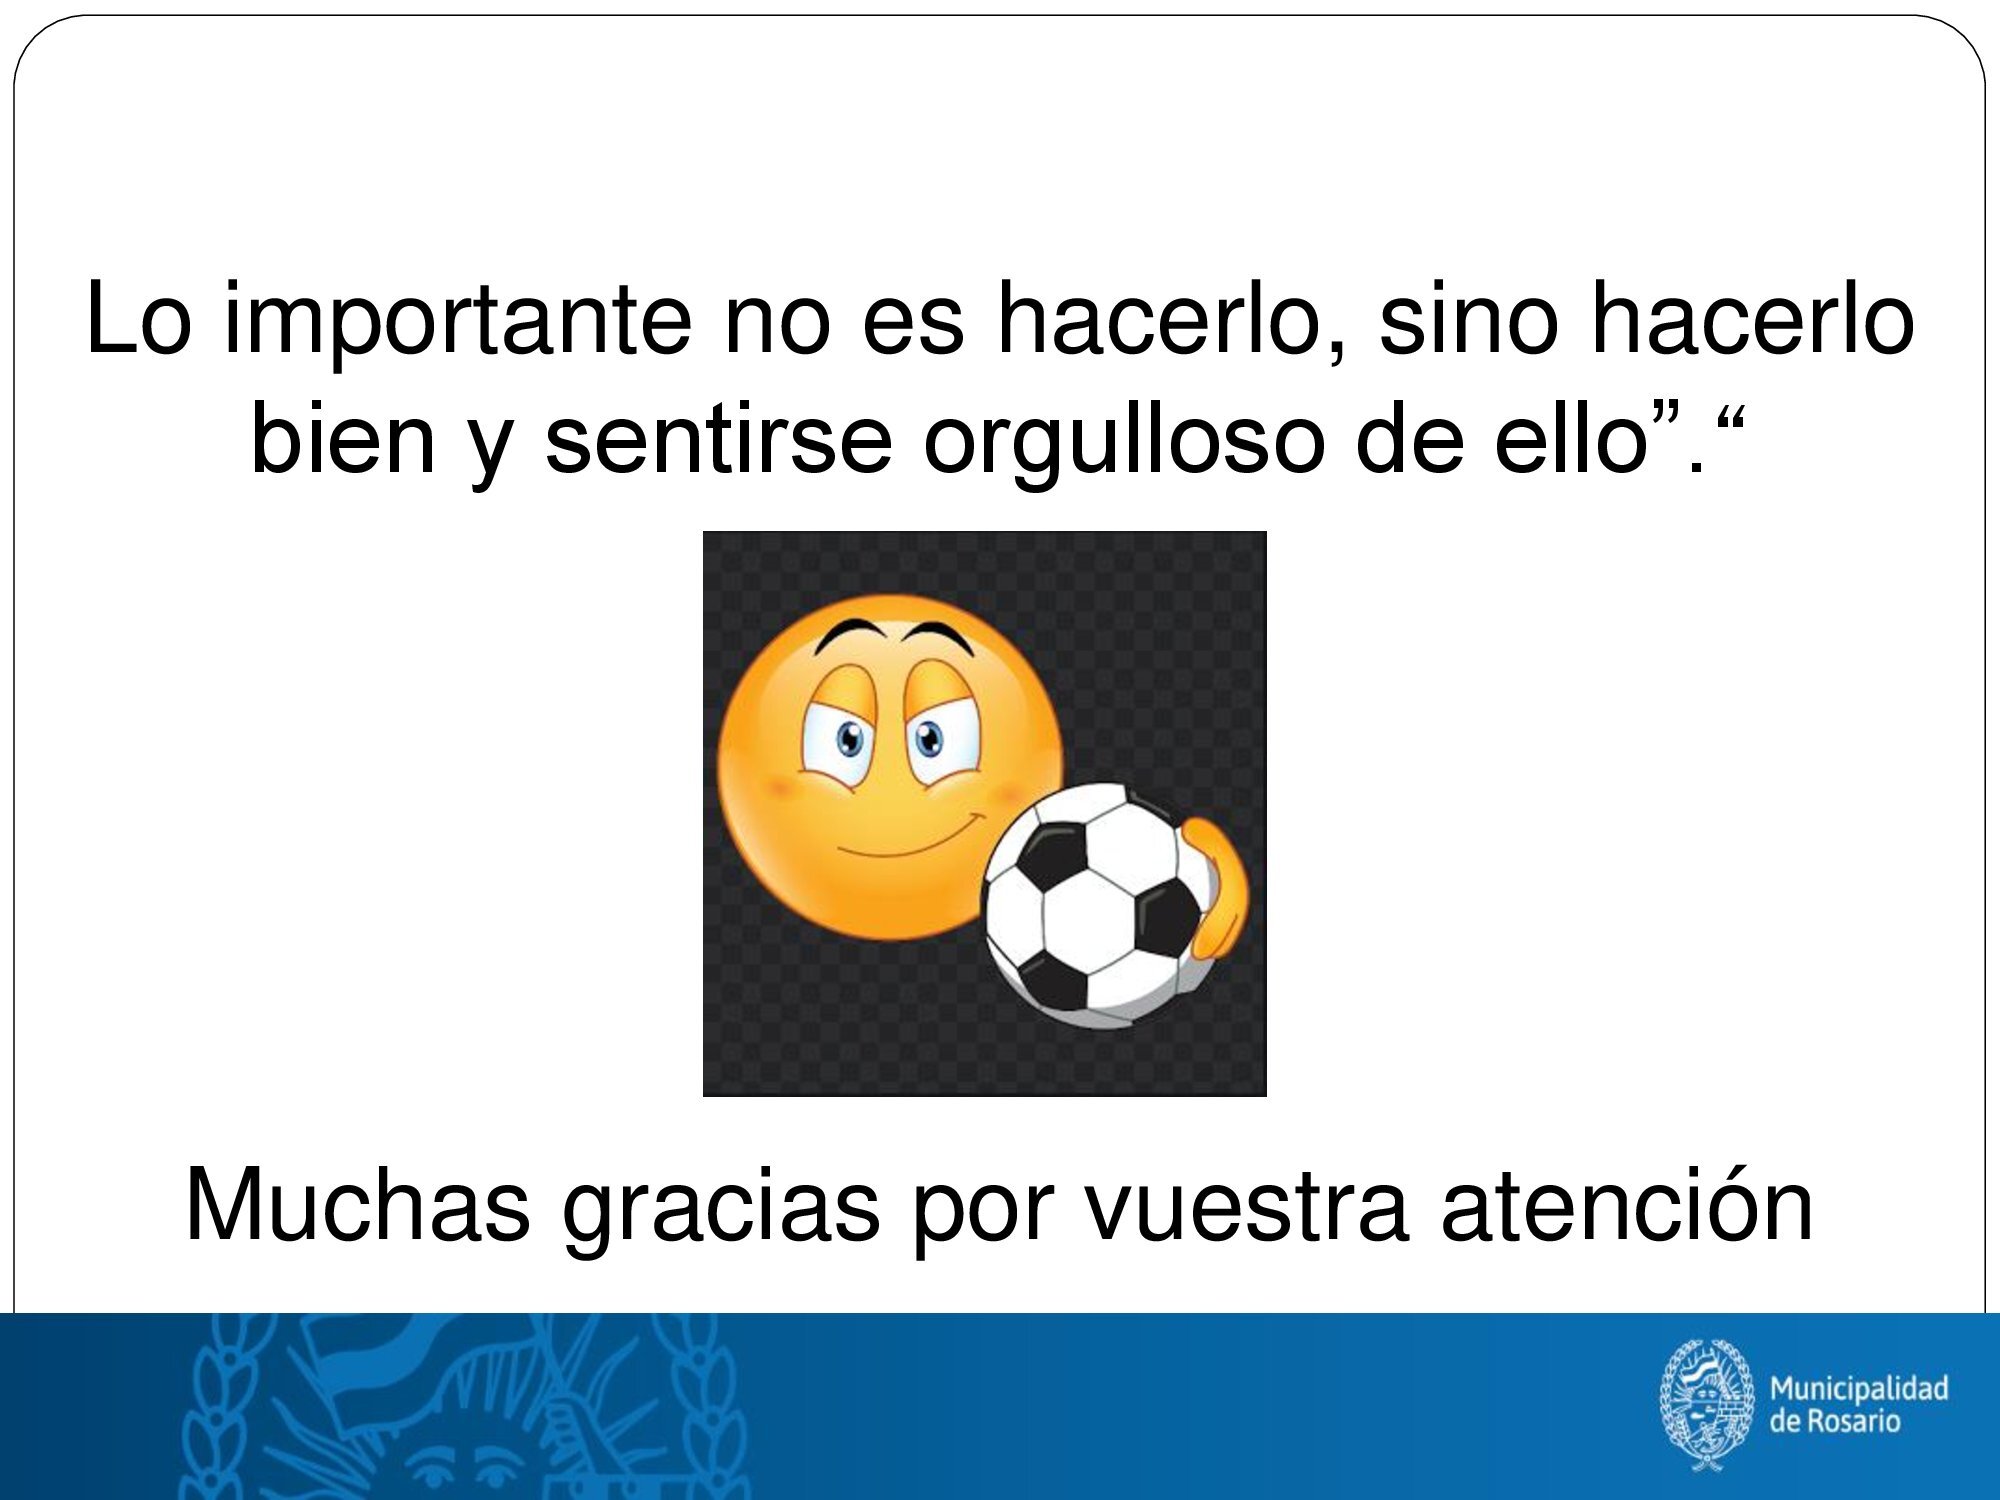 Lo importante no es hacerlo, sino hacerlo
bien y sentirse orgulloso de ello”.“
Muchas gracias por vuestra atención
Municipalidad
de Rosario